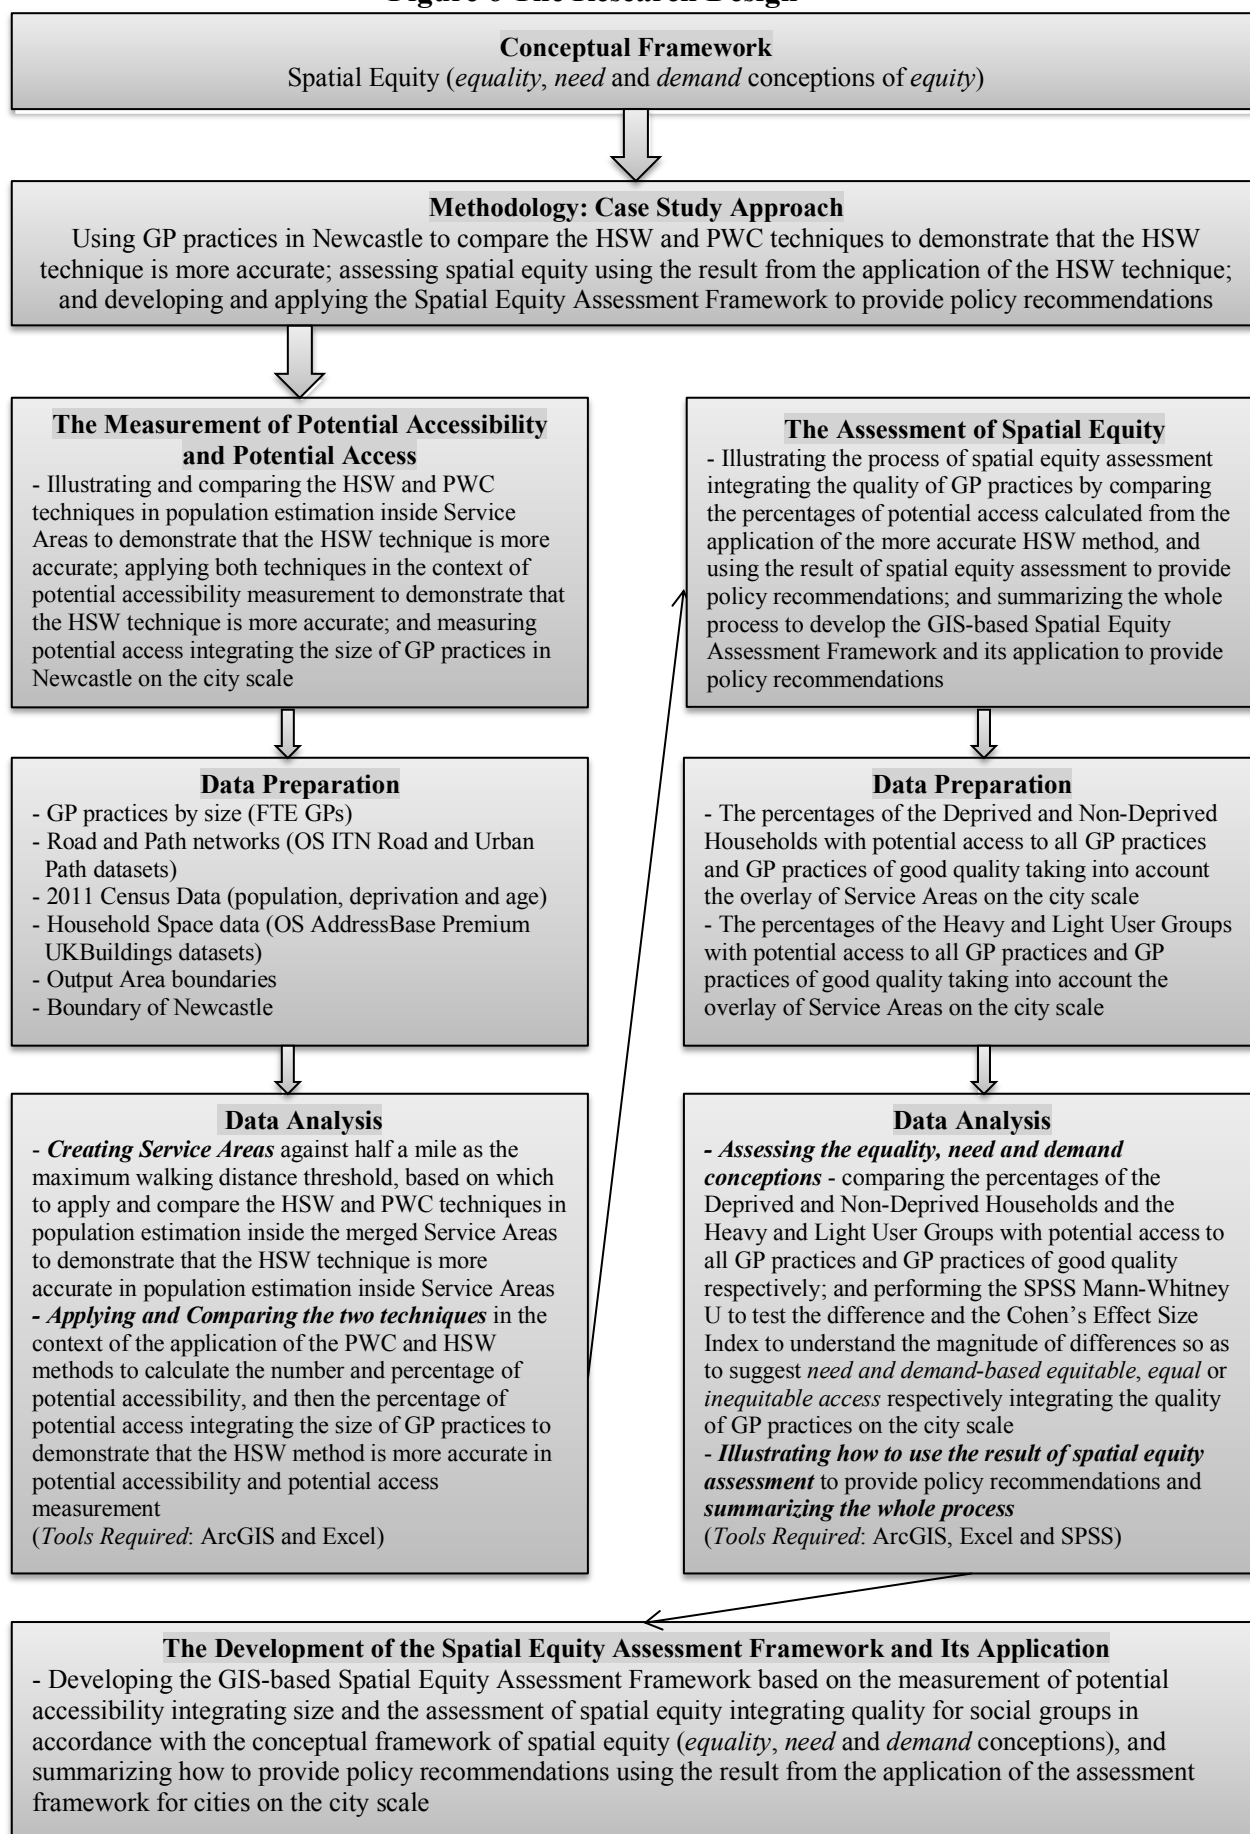 Figure 6 The Research Design
Conceptual Framework
Spatial Equity (equality, need and demand conceptions of equity)
Methodology: Case Study Approach
Using GP practices in Newcastle to compare the HSW and PWC techniques to demonstrate that the HSW
technique is more accurate; assessing spatial equity using the result from the application of the HSW technique;
and developing and applying the Spatial Equity Assessment Framework to provide policy recommendations
The Measurement of Potential Accessibility
and Potential Access
- Illustrating and comparing the HSW and PWC
techniques in population estimation inside Service
Areas to demonstrate that the HSW technique is more
accurate; applying both techniques in the context of
potential accessibility measurement to demonstrate that
the HSW technique is more accurate; and measuring
potential access integrating the size of GP practices in
Newcastle on the city scale
Data Preparation
- GP practices by size (FTE GPs)
- Road and Path networks (OS ITN Road and Urban
Path datasets)
- 2011 Census Data (population, deprivation and age)
- Household Space data (OS AddressBase Premium
UKBuildings datasets)
- Output Area boundaries
- Boundary of Newcastle
Data Analysis
- Creating Service Areas against half a mile as the
maximum walking distance threshold, based on which
to apply and compare the HSW and PWC techniques in
population estimation inside the merged Service Areas
to demonstrate that the HSW technique is more
accurate in population estimation inside Service Areas
- Applying and Comparing the two techniques in the
context of the application of the PWC and HSW
methods to calculate the number and percentage of
potential accessibility, and then the percentage of
potential access integrating the size of GP practices to
demonstrate that the HSW method is more accurate in
potential accessibility and potential access
measurement
(Tools Required: ArcGIS and Excel)
The Assessment of Spatial Equity
- Illustrating the process of spatial equity assessment
integrating the quality of GP practices by comparing
the percentages of potential access calculated from the
application of the more accurate HSW method, and
using the result of spatial equity assessment to provide
policy recommendations; and summarizing the whole
process to develop the GIS-based Spatial Equity
Assessment Framework and its application to provide
policy recommendations
Data Preparation
- The percentages of the Deprived and Non-Deprived
Households with potential access to all GP practices
and GP practices of good quality taking into account
the overlay of Service Areas on the city scale
- The percentages of the Heavy and Light User Groups
with potential access to all GP practices and GP
practices of good quality taking into account the
overlay of Service Areas on the city scale
Data Analysis
- Assessing the equality, need and demand
conceptions - comparing the percentages of the
Deprived and Non-Deprived Households and the
Heavy and Light User Groups with potential access to
all GP practices and GP practices of good quality
respectively; and performing the SPSS Mann-Whitney
U to test the difference and the Cohen's Effect Size
Index to understand the magnitude of differences so as
to suggest need and demand-based equitable, equal or
inequitable access respectively integrating the quality
of GP practices on the city scale
- Illustrating how to use the result of spatial equity
assessment to provide policy recommendations and
summarizing the whole process
(Tools Required: ArcGIS, Excel and SPSS)
The Development of the Spatial Equity Assessment Framework and Its Application
- Developing the GIS-based Spatial Equity Assessment Framework based on the measurement of potential
accessibility integrating size and the assessment of spatial equity integrating quality for social groups in
accordance with the conceptual framework of spatial equity (equality, need and demand conceptions), and
summarizing how to provide policy recommendations using the result from the application of the assessment
framework for cities on the city scale